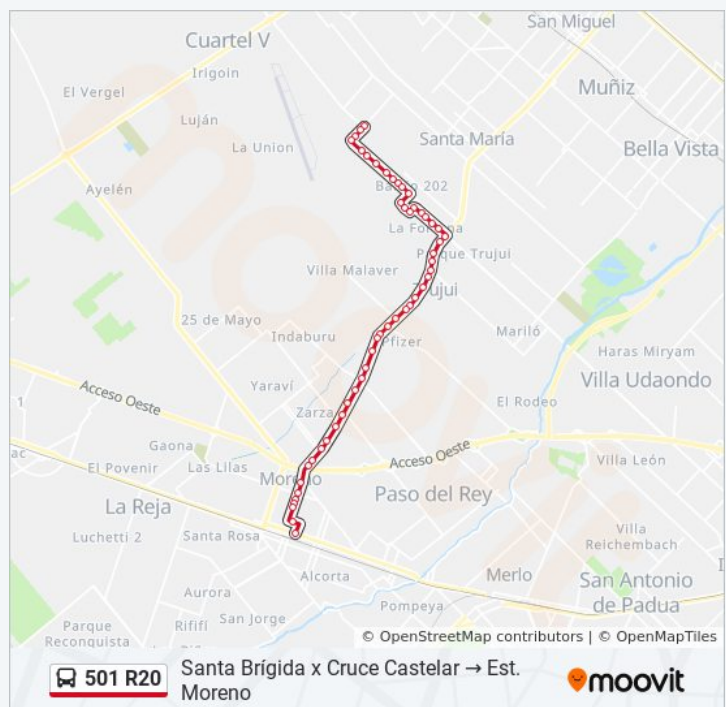 San Miguel
Cuartel V
Irigoin
El Vergel
Muñiz
Luján
Santa María
La Union
Bella Vista
Barrio 202
Ayelén
La Fortuna
Parque Trujui
Villa Malaver
Trujui
25 de Mayo
Mariló
Indaburu
Pfizer
Haras Miryam
Villa Udaondo
Yaraví
Acceso Oeste
1
El Rodeo
Zarza
Gaona
Acceso Oeste
ac
El Povenir
Las Lilas
Villa León
Moreno
Paso del Rey
La Reja
Luchetti 2
Santa Rosa
Villa
Reichembach
Alcorta
Merlo
San Antonio
de Padua
Aurora
Pompeya
Rififí
San Jorge
Parque
Reconquista
moovit
© OpenStreetMap contributors | © OpenMapTiles
501 R20
Santa Brígida x Cruce Castelar → Est.
Moreno
moovit